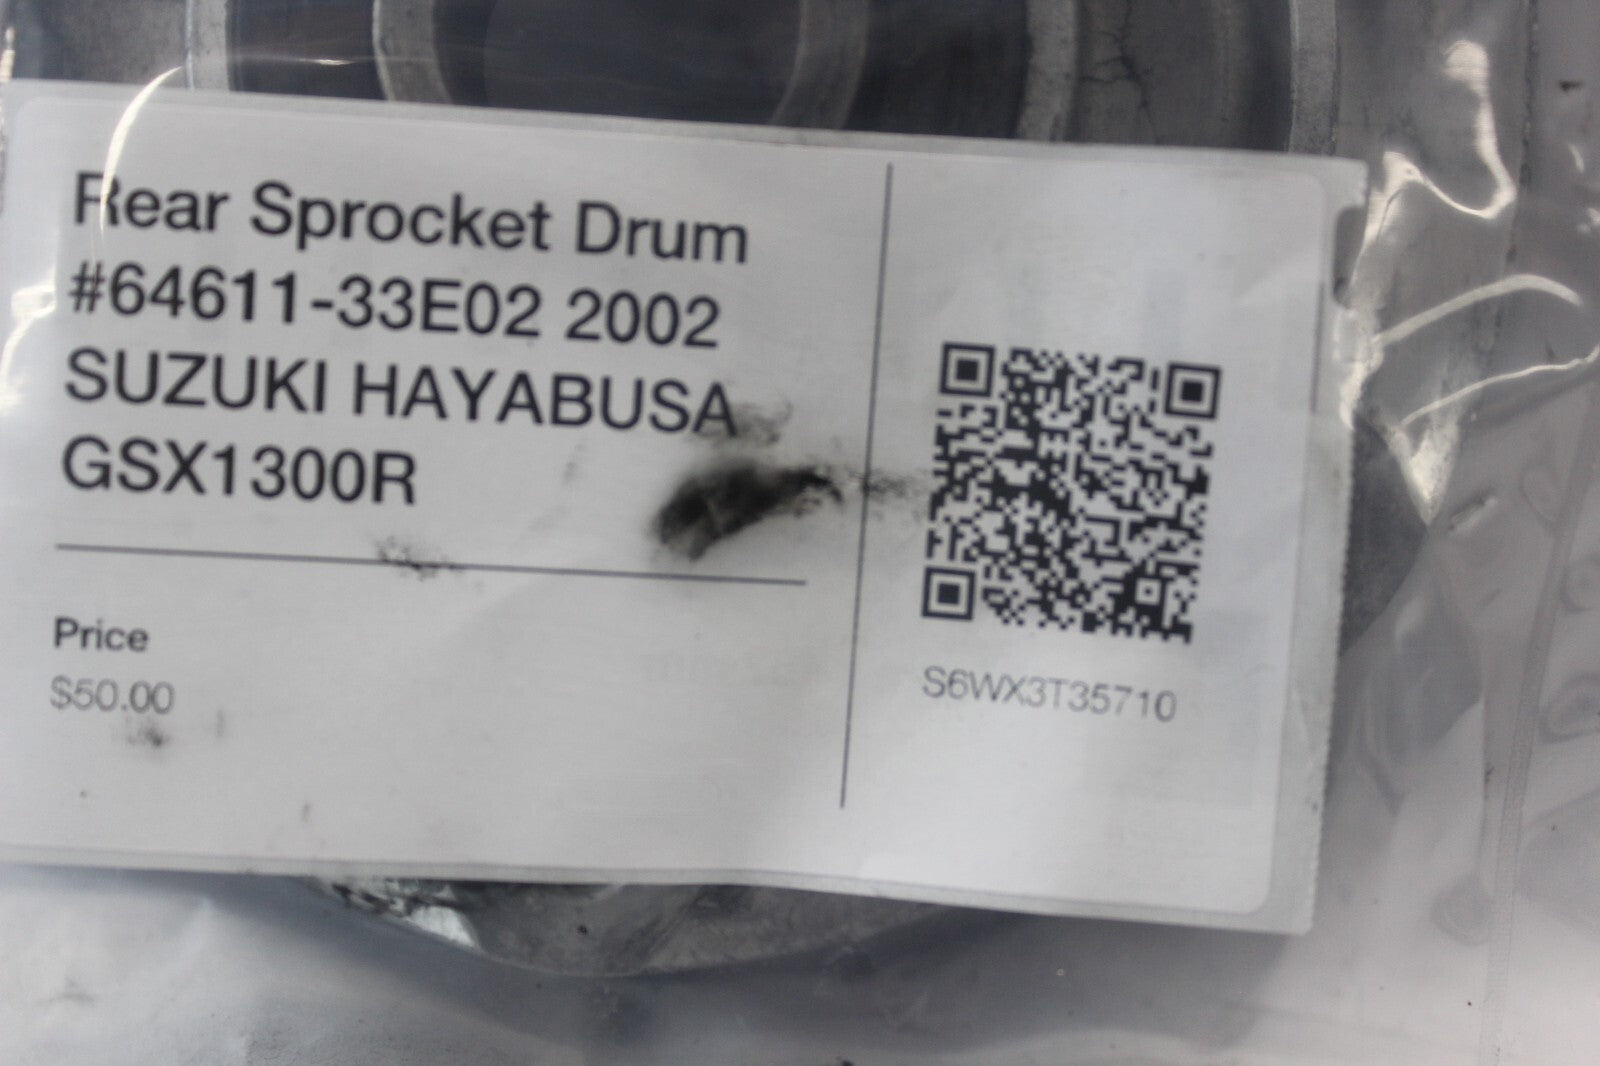 Rear Sprocket Drum
#64611-33E02 2002
SUZUKI HAYABUSA
GSX1300R
Price
$50.00
S6WX3T35710